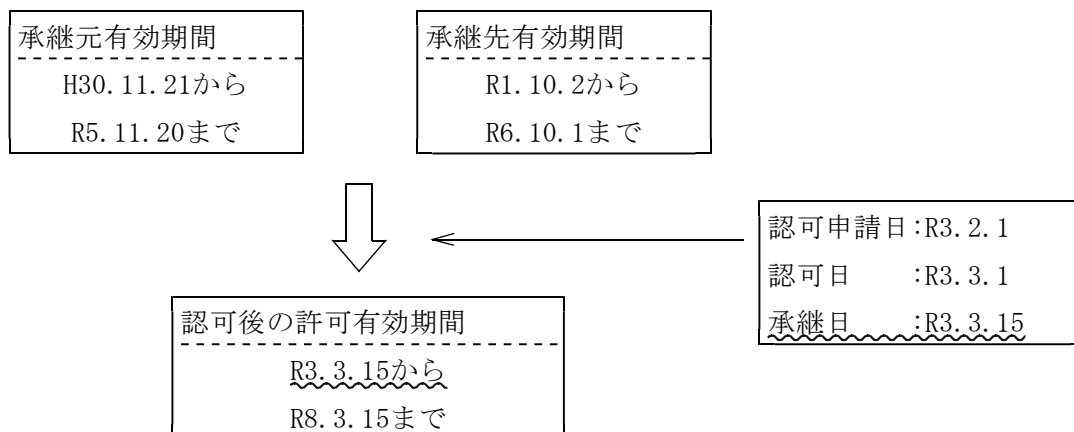 承継元有効期間
H30.11.21から
R5.11.20まで
承継先有効期間
R1.10.2から
R6.10.1まで
認可申請日:R3.2.1
認可日　　:R3.3.1
承継日　　:R3.3.15
認可後の許可有効期間
R3.3.15から
R8.3.15まで